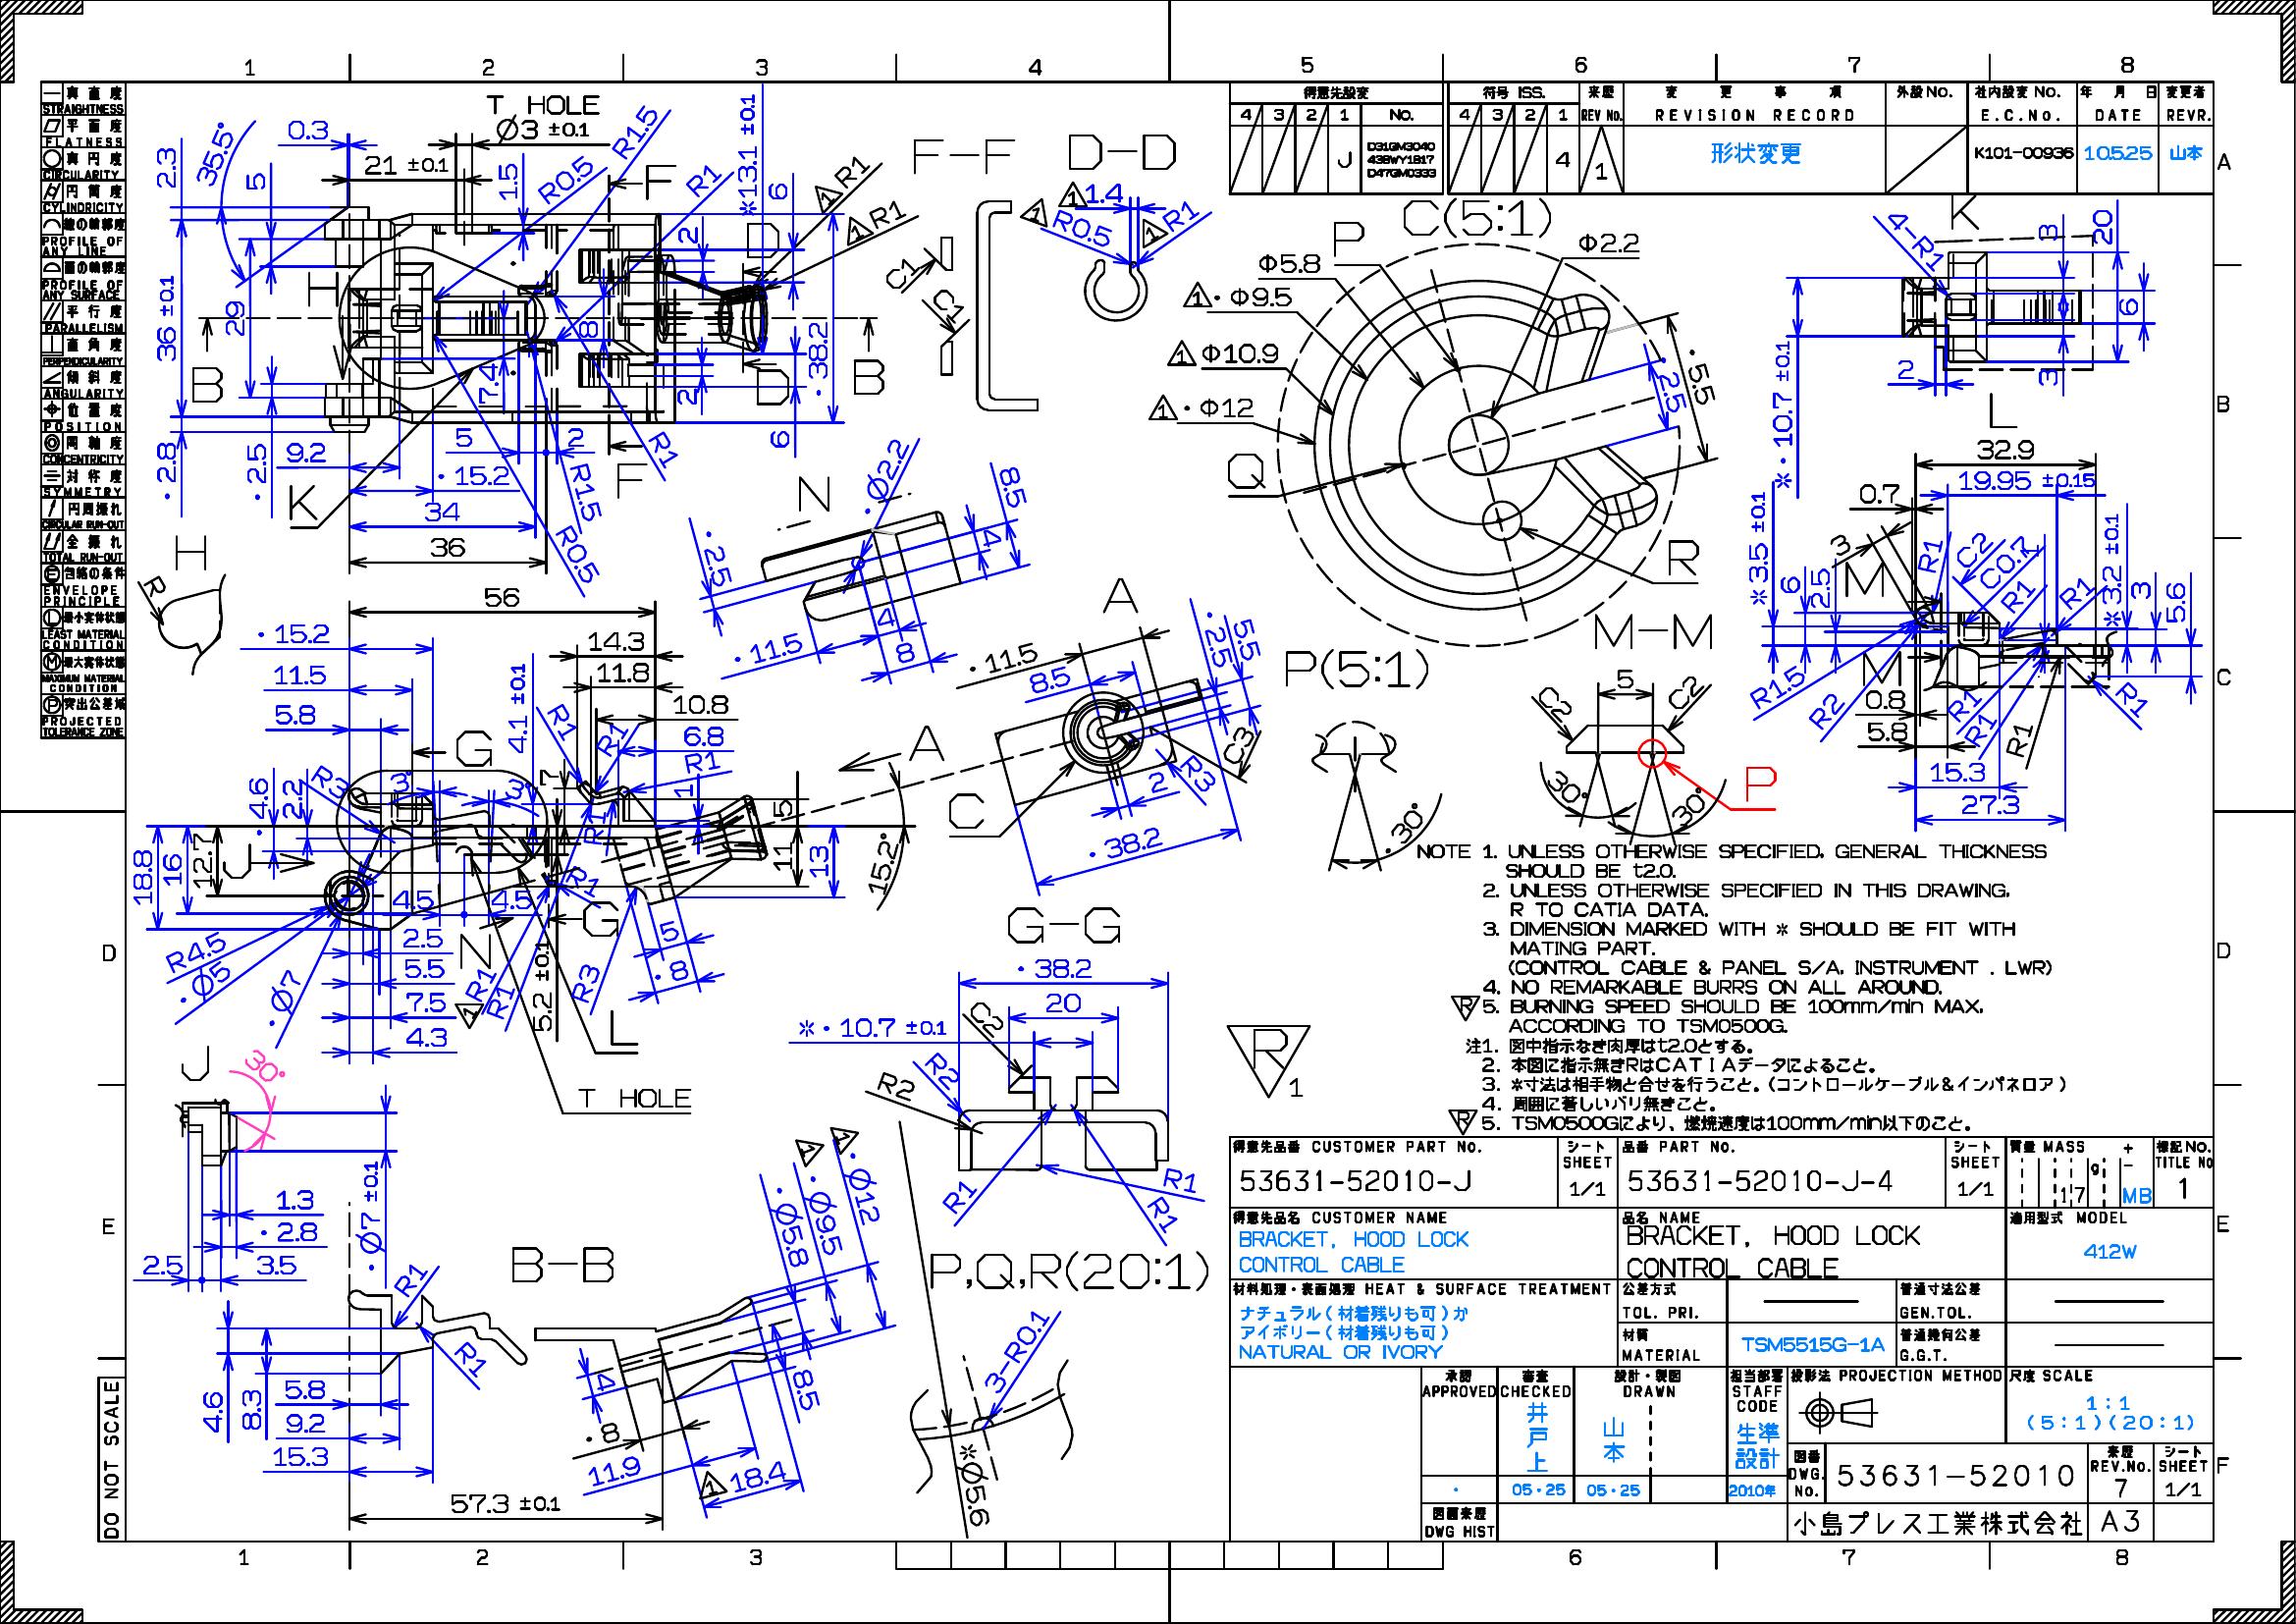 1 2 3 4 5 6 7 8
真直度
STRAIGHTNESS
平面度
FLATNESS
真円度
CIRCULARITY
円筒度
CYLINDRICITY
線の輪郭度
PROFILE OF
ANY LINE
面の輪郭度
PROFILE OF
ANY SURFACE
平行度
PARALLELISM
直角度
PERPENDICULARITY
傾斜度
ANGULARITY
位置度
POSITION
同軸度
CONCENTRICITY
対称度
SYMMETRY
円周振れ
CIRCULAR RUN-OUT
全振れ
TOTAL RUN-OUT
包絡の条件
ENVELOPE
PRINCIPLE
最小実体状態
LEAST MATERIAL
CONDITION
最大実体状態
MAXIMUM MATERIAL
CONDITION
突出公差域
PROJECTED
TOLERANCE ZONE
DO NOT SCALE
得意先設変
4 3 2 1 No.
J
D31GM3040
438WY1817
D47GM0333
符号 ISS. 来歴 変更事項 外設No. 社内設変 No. 年月日 変更者
4 3 2 1 REV No. REVISION RECORD E.C.No. DATE REVR.
4 1 形状変更 K101-00936 10.5.25 山本
A
B
C
D
E
F
T HOLE
Ø3 ±0.1
0.3
21 ±0.1
35.5°
2.3
5
1.5
R0.5
R1.5
F
R1
※13.1 ±0.1
6
1 R1
1 R1
2
D
36 ±0.1
29
H
B
8
7.4
・38.2
B
2
D
6
・2.8
・2.5
9.2
5
2
・15.2
K
34
36
R1
F
R1.5
R0.5
F-F
C1
C1
D-D
1 1.4
1 R0.5
1 R1
C(5:1)
P
Φ2.2
Φ5.8
1・Φ9.5
1 Φ10.9
1・Φ12
2.5
・5.5
Q
R
K
4-R1
3
20
6
2
3
※・10.7 ±0.1
L
32.9
19.95 ±0.15
0.7
3
M
R1
C2
C0.7
R1
R1
※3.5 ±0.1
6
2.5
※3.2 ±0.1
3
5.6
R1.5
R2
M
0.8
5.8
R1
R1
R1
R1
15.3
27.3
H
R
N
・Ø2.2
・2.5
8.5
4
・11.5
4
8
A
・11.5
8.5
5.5
・2.5
C3
R3
2
C
・38.2
P(5:1)
・30°
M-M
5
C2
C2
30°
30°
P
56
・15.2
11.5
5.8
14.3
11.8
10.8
6.8
4.1 ±0.1
R1
R1
R1
G
A
・4.6
2.2
R3
3°
3°
7
1
5
18.8
16
12.7
J
R1
11
13
15.2°
4.5
4.5
R1
G
R4.5
・Ø5
・Ø7
2.5
5.5
7.5
4.3
N
1 R1
R1
5.2 ±0.1
R3
L
5
・8
T HOLE
J
30°
・Ø7 ±0.1
1.3
・2.8
2.5
3.5
G-G
・38.2
20
※・10.7 ±0.1
C2
R2
R2
R1
R1
R1
B-B
R1
R1
4.6
8.3
5.8
9.2
15.3
57.3 ±0.1
・Ø5.8
1・Ø9.5
1・Ø12
4
・8
11.9
1 18.4
8.5
P,Q,R(20:1)
3-R0.1
※Ø5.6
NOTE 1. UNLESS OTHERWISE SPECIFIED, GENERAL THICKNESS
SHOULD BE t2.0.
2. UNLESS OTHERWISE SPECIFIED IN THIS DRAWING,
R TO CATIA DATA.
3. DIMENSION MARKED WITH ※ SHOULD BE FIT WITH
MATING PART.
(CONTROL CABLE & PANEL S/A, INSTRUMENT . LWR)
4. NO REMARKABLE BURRS ON ALL AROUND.
R 5. BURNING SPEED SHOULD BE 100mm/min MAX.
ACCORDING TO TSM0500G.
注1. 図中指示なき肉厚はt2.0とする。
2. 本図に指示無きRはCATIAデータによること。
3. ※寸法は相手物と合せを行うこと。(コントロールケーブル&インパネロア)
4. 周囲に著しいバリ無きこと。
R 5. TSM0500Gにより、燃焼速度は100mm/min以下のこと。
R 1
得意先品番 CUSTOMER PART No. シート SHEET 品番 PART No. シート SHEET 質量 MASS + - 標記NO. TITLE No
53631-52010-J 1/1 53631-52010-J-4 1/1 17 g MB 1
得意先品名 CUSTOMER NAME 品名 NAME 適用型式 MODEL
BRACKET, HOOD LOCK
CONTROL CABLE
BRACKET, HOOD LOCK
CONTROL CABLE
412W
材料処理・表面処理 HEAT & SURFACE TREATMENT
ナチュラル(材着残りも可)か
アイボリー(材着残りも可)
NATURAL OR IVORY
公差方式
TOL. PRI.
普通寸法公差
GEN.TOL.
材質
MATERIAL
TSM5515G-1A
普通幾何公差
G.G.T.
承認 APPROVED
審査 CHECKED
設計・製図 DRAWN
担当部署 STAFF CODE
投影法 PROJECTION METHOD
尺度 SCALE
井戸上
山本
生準設計
1:1
(5:1)(20:1)
05・25
05・25
2010年
図番 DWG. No.
53631-52010
来歴 REV.No.
7
シート SHEET
1/1
図面来歴
DWG HIST
小島プレス工業株式会社
A3
1 2 3 6 7 8